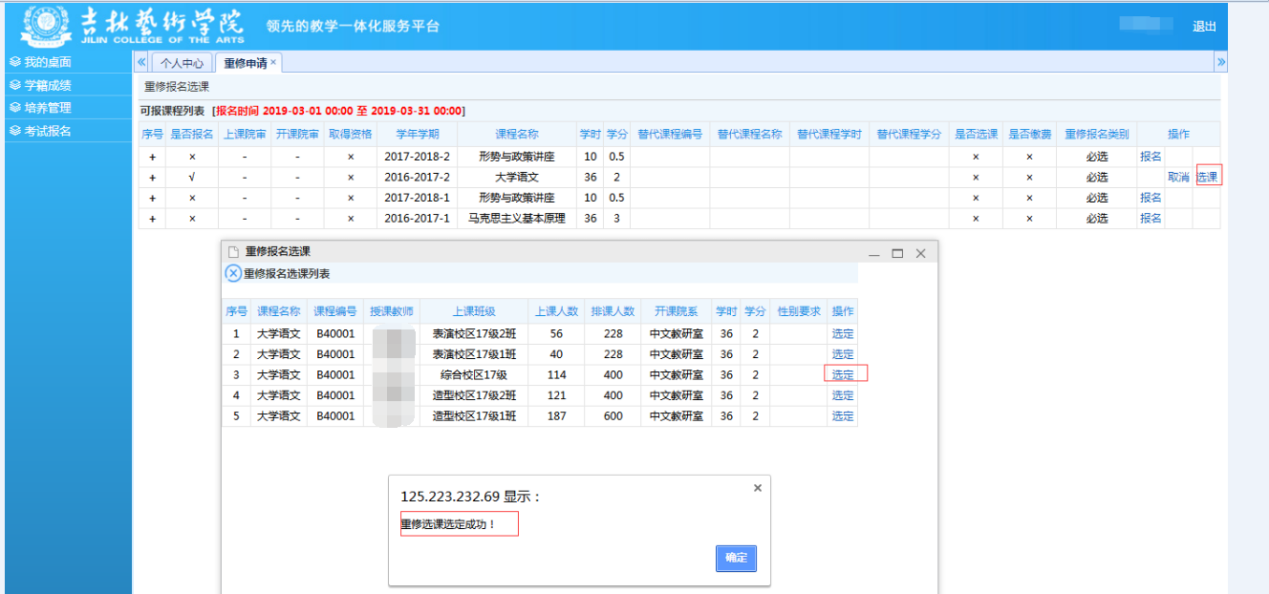 吉林藝術学院 领先的教学一体化服务平台 退出
JILIN COLLEGE OF THE ARTS
我的桌面
学籍成绩
培养管理
考试报名
« 个人中心 重修申请 × »
重修报名选课
可报课程列表 [报名时间 2019-03-01 00:00 至 2019-03-31 00:00]
序号 是否报名 上课院审 开课院审 取得资格 学年学期 课程名称 学时 学分 替代课程编号 替代课程名称 替代课程学时 替代课程学分 是否选课 是否缴费 重修报名类别 操作
+ × - - × 2017-2018-2 形势与政策讲座 10 0.5 × × 必选 报名
+ √ - - × 2016-2017-2 大学语文 36 2 × × 必选 取消 选课
+ × - - × 2017-2018-1 形势与政策讲座 10 0.5 × × 必选 报名
+ × - - × 2016-2017-1 马克思主义基本原理 36 3 × × 必选 报名
重修报名选课
重修报名选课列表
序号 课程名称 课程编号 授课教师 上课班级 上课人数 排课人数 开课院系 学时 学分 性别要求 操作
1 大学语文 B40001 表演校区17级2班 56 228 中文教研室 36 2 选定
2 大学语文 B40001 表演校区17级1班 40 228 中文教研室 36 2 选定
3 大学语文 B40001 综合校区17级 114 400 中文教研室 36 2 选定
4 大学语文 B40001 造型校区17级2班 121 400 中文教研室 36 2 选定
5 大学语文 B40001 造型校区17级1班 187 600 中文教研室 36 2 选定
125.223.232.69 显示：
重修选课选定成功！
确定